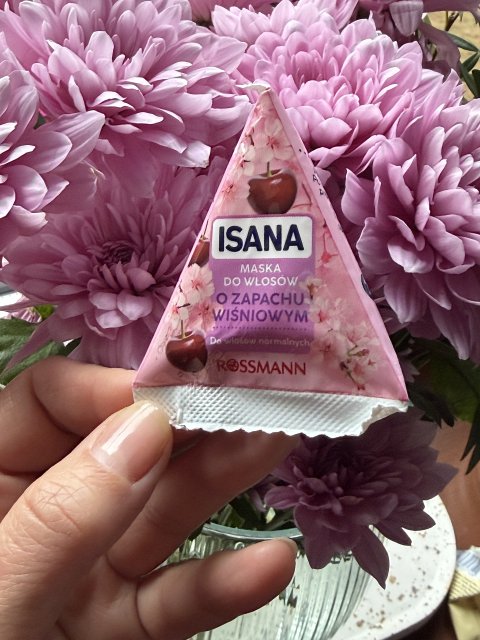 ISANA
MASKA
DO WŁOSÓW
O ZAPACHU
WIŚNIOWYM
Do włosów normalnych
ROSSMANN